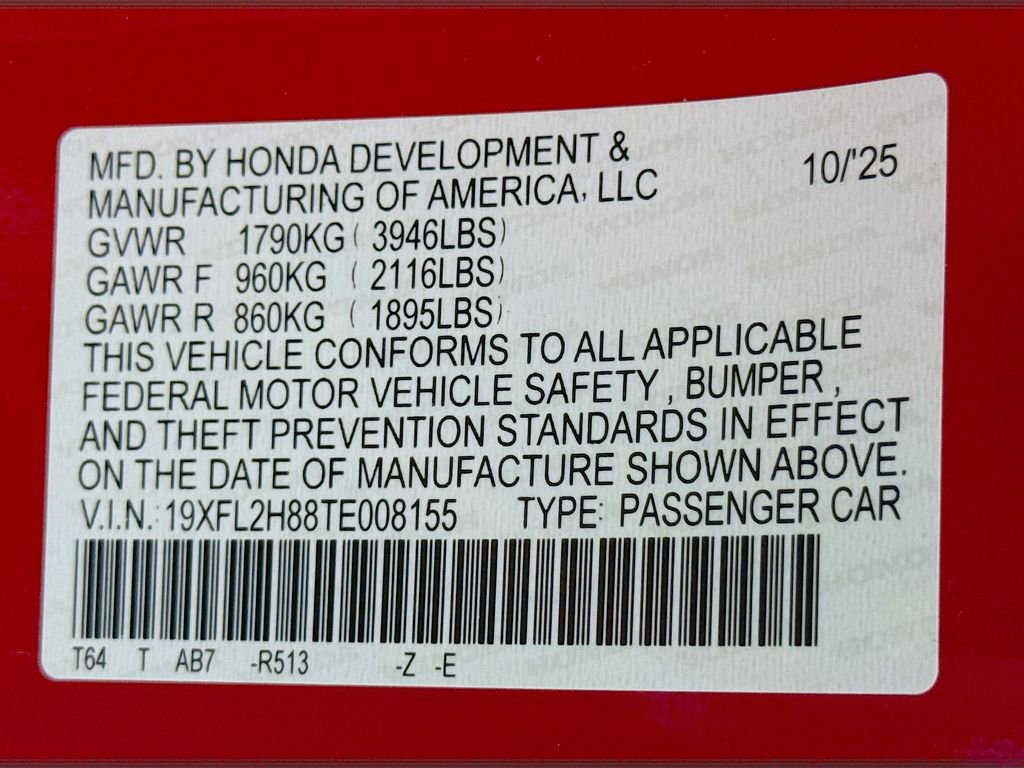 MFD. BY HONDA DEVELOPMENT &
MANUFACTURING OF AMERICA, LLC 10/'25
GVWR 1790KG ( 3946LBS)
GAWR F 960KG ( 2116LBS)
GAWR R 860KG ( 1895LBS)
THIS VEHICLE CONFORMS TO ALL APPLICABLE
FEDERAL MOTOR VEHICLE SAFETY , BUMPER ,
AND THEFT PREVENTION STANDARDS IN EFFECT
ON THE DATE OF MANUFACTURE SHOWN ABOVE.
V.I.N.: 19XFL2H88TE008155 TYPE: PASSENGER CAR
T64 T AB7 -R513 -Z -E